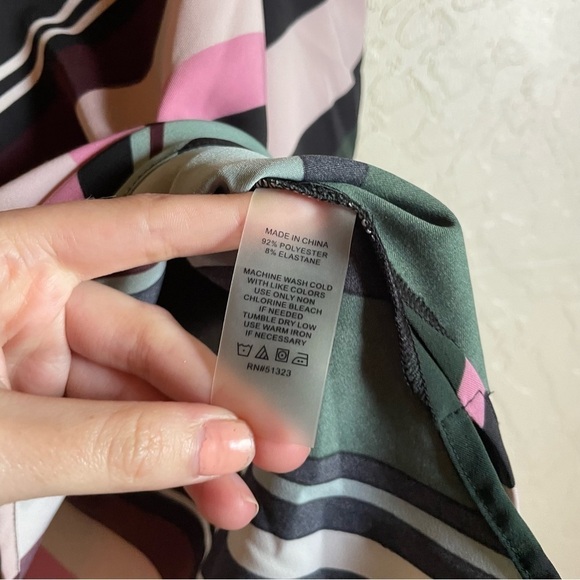 MADE IN CHINA
92% POLYESTER
8% ELASTANE
MACHINE WASH COLD
WITH LIKE COLORS
USE ONLY NON
CHLORINE BLEACH
IF NEEDED
TUMBLE DRY LOW
USE WARM IRON
IF NECESSARY
RN#51323